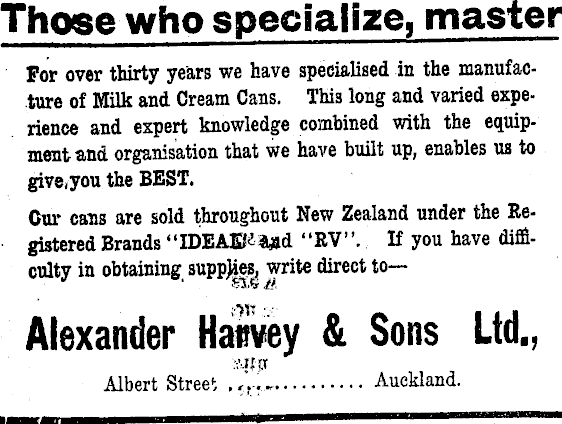 Those who specialize, master
For over thirty years we have specialised in the manufac-
ture of Milk and Cream Cans. This long and varied expe-
rience and expert knowledge combined with the equip-
ment and organisation that we have built up, enables us to
give you the BEST.
Our cans are sold throughout New Zealand under the Re-
gistered Brands "IDEAL" and "RV". If you have diffi-
culty in obtaining supplies, write direct to—
Alexander Harvey & Sons Ltd.,
Albert Street .............. Auckland.